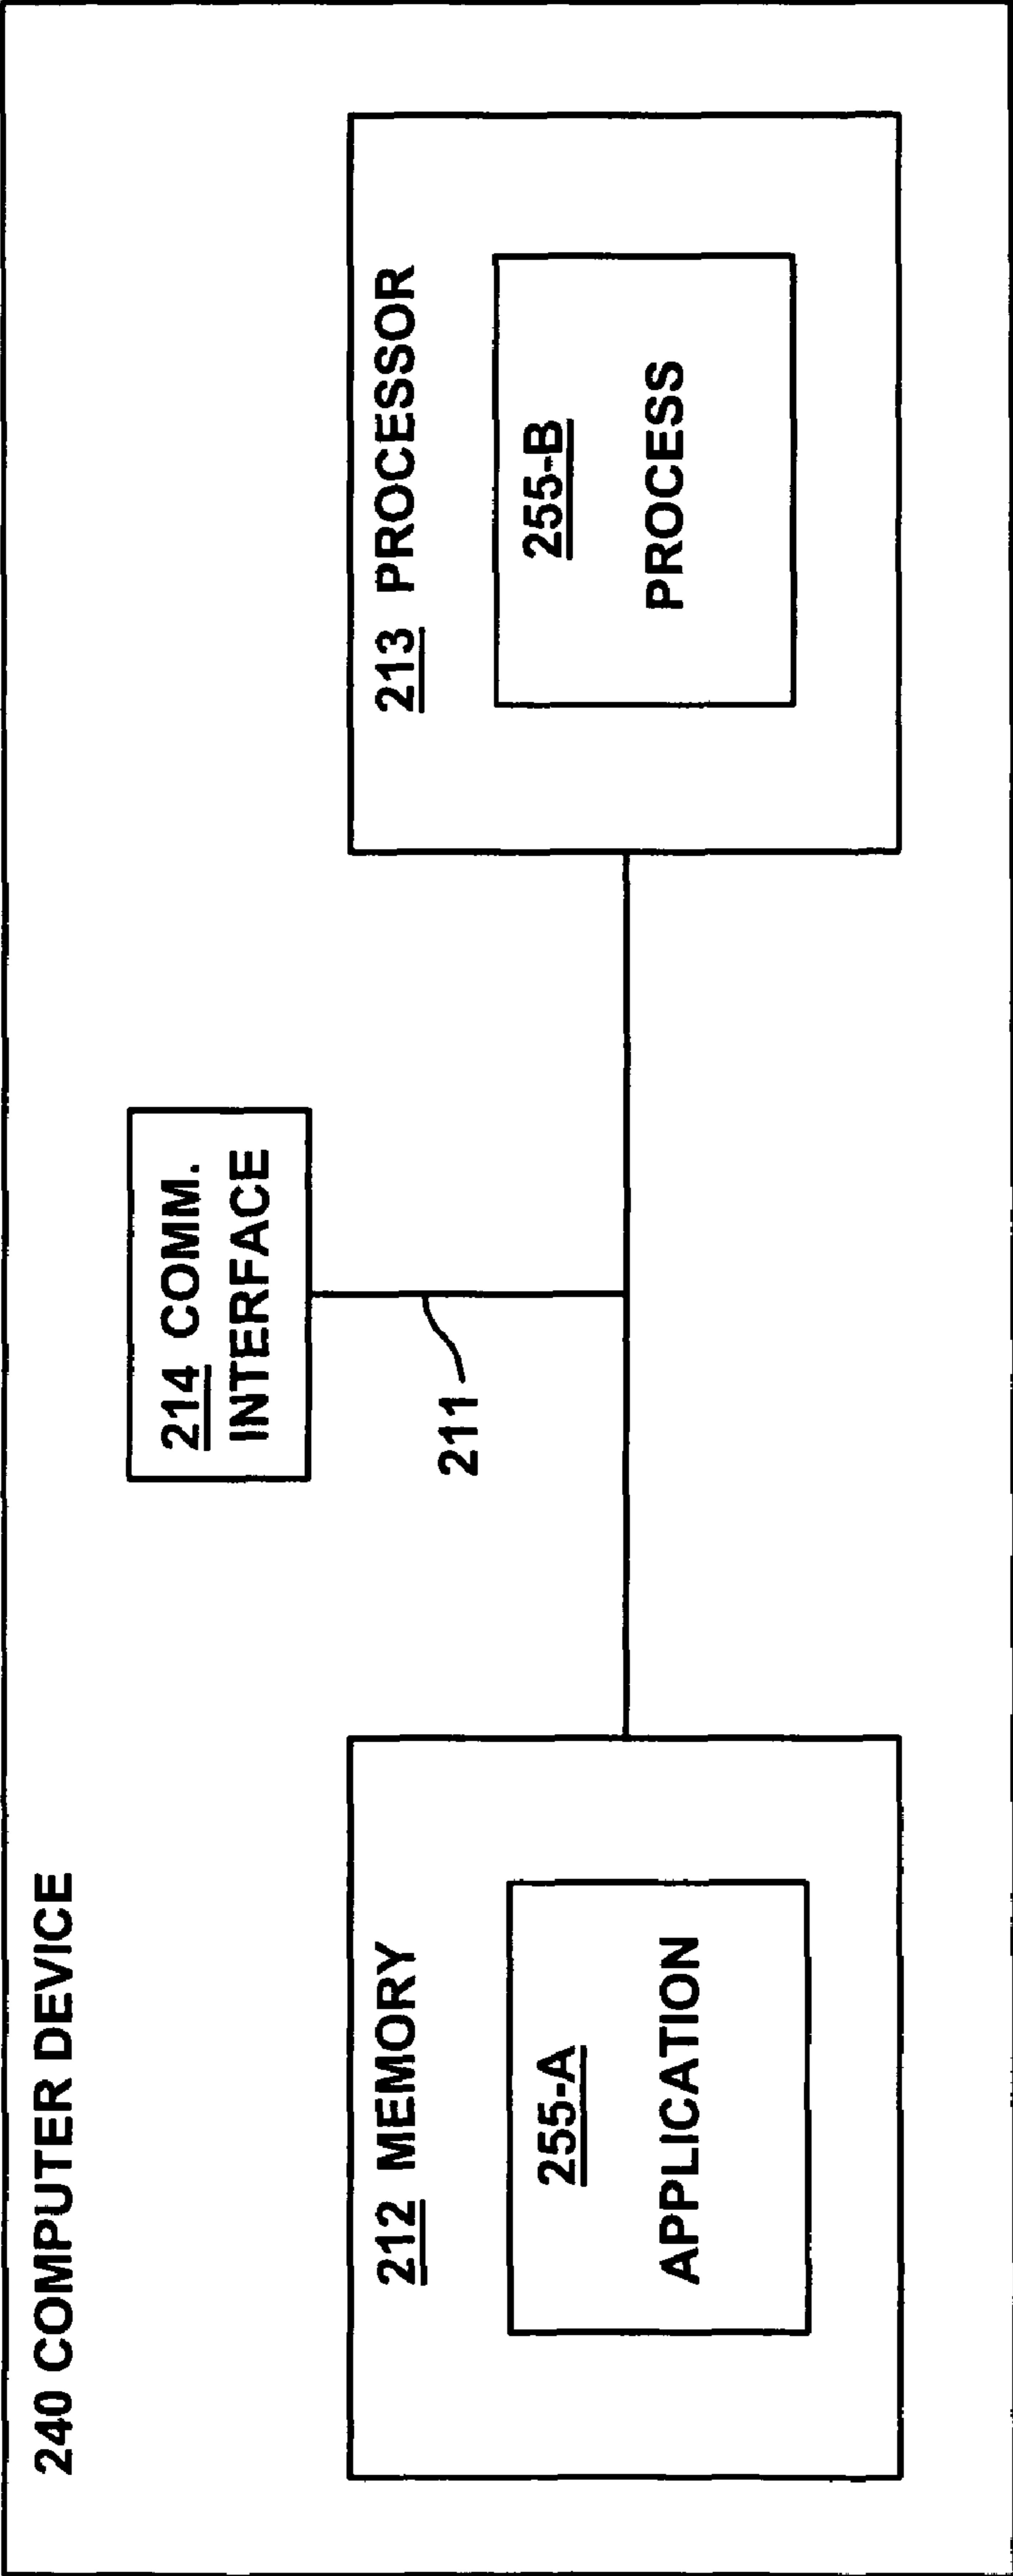 240 COMPUTER DEVICE
214 COMM.
INTERFACE
211
212 MEMORY
255-A
APPLICATION
213 PROCESSOR
255-B
PROCESS